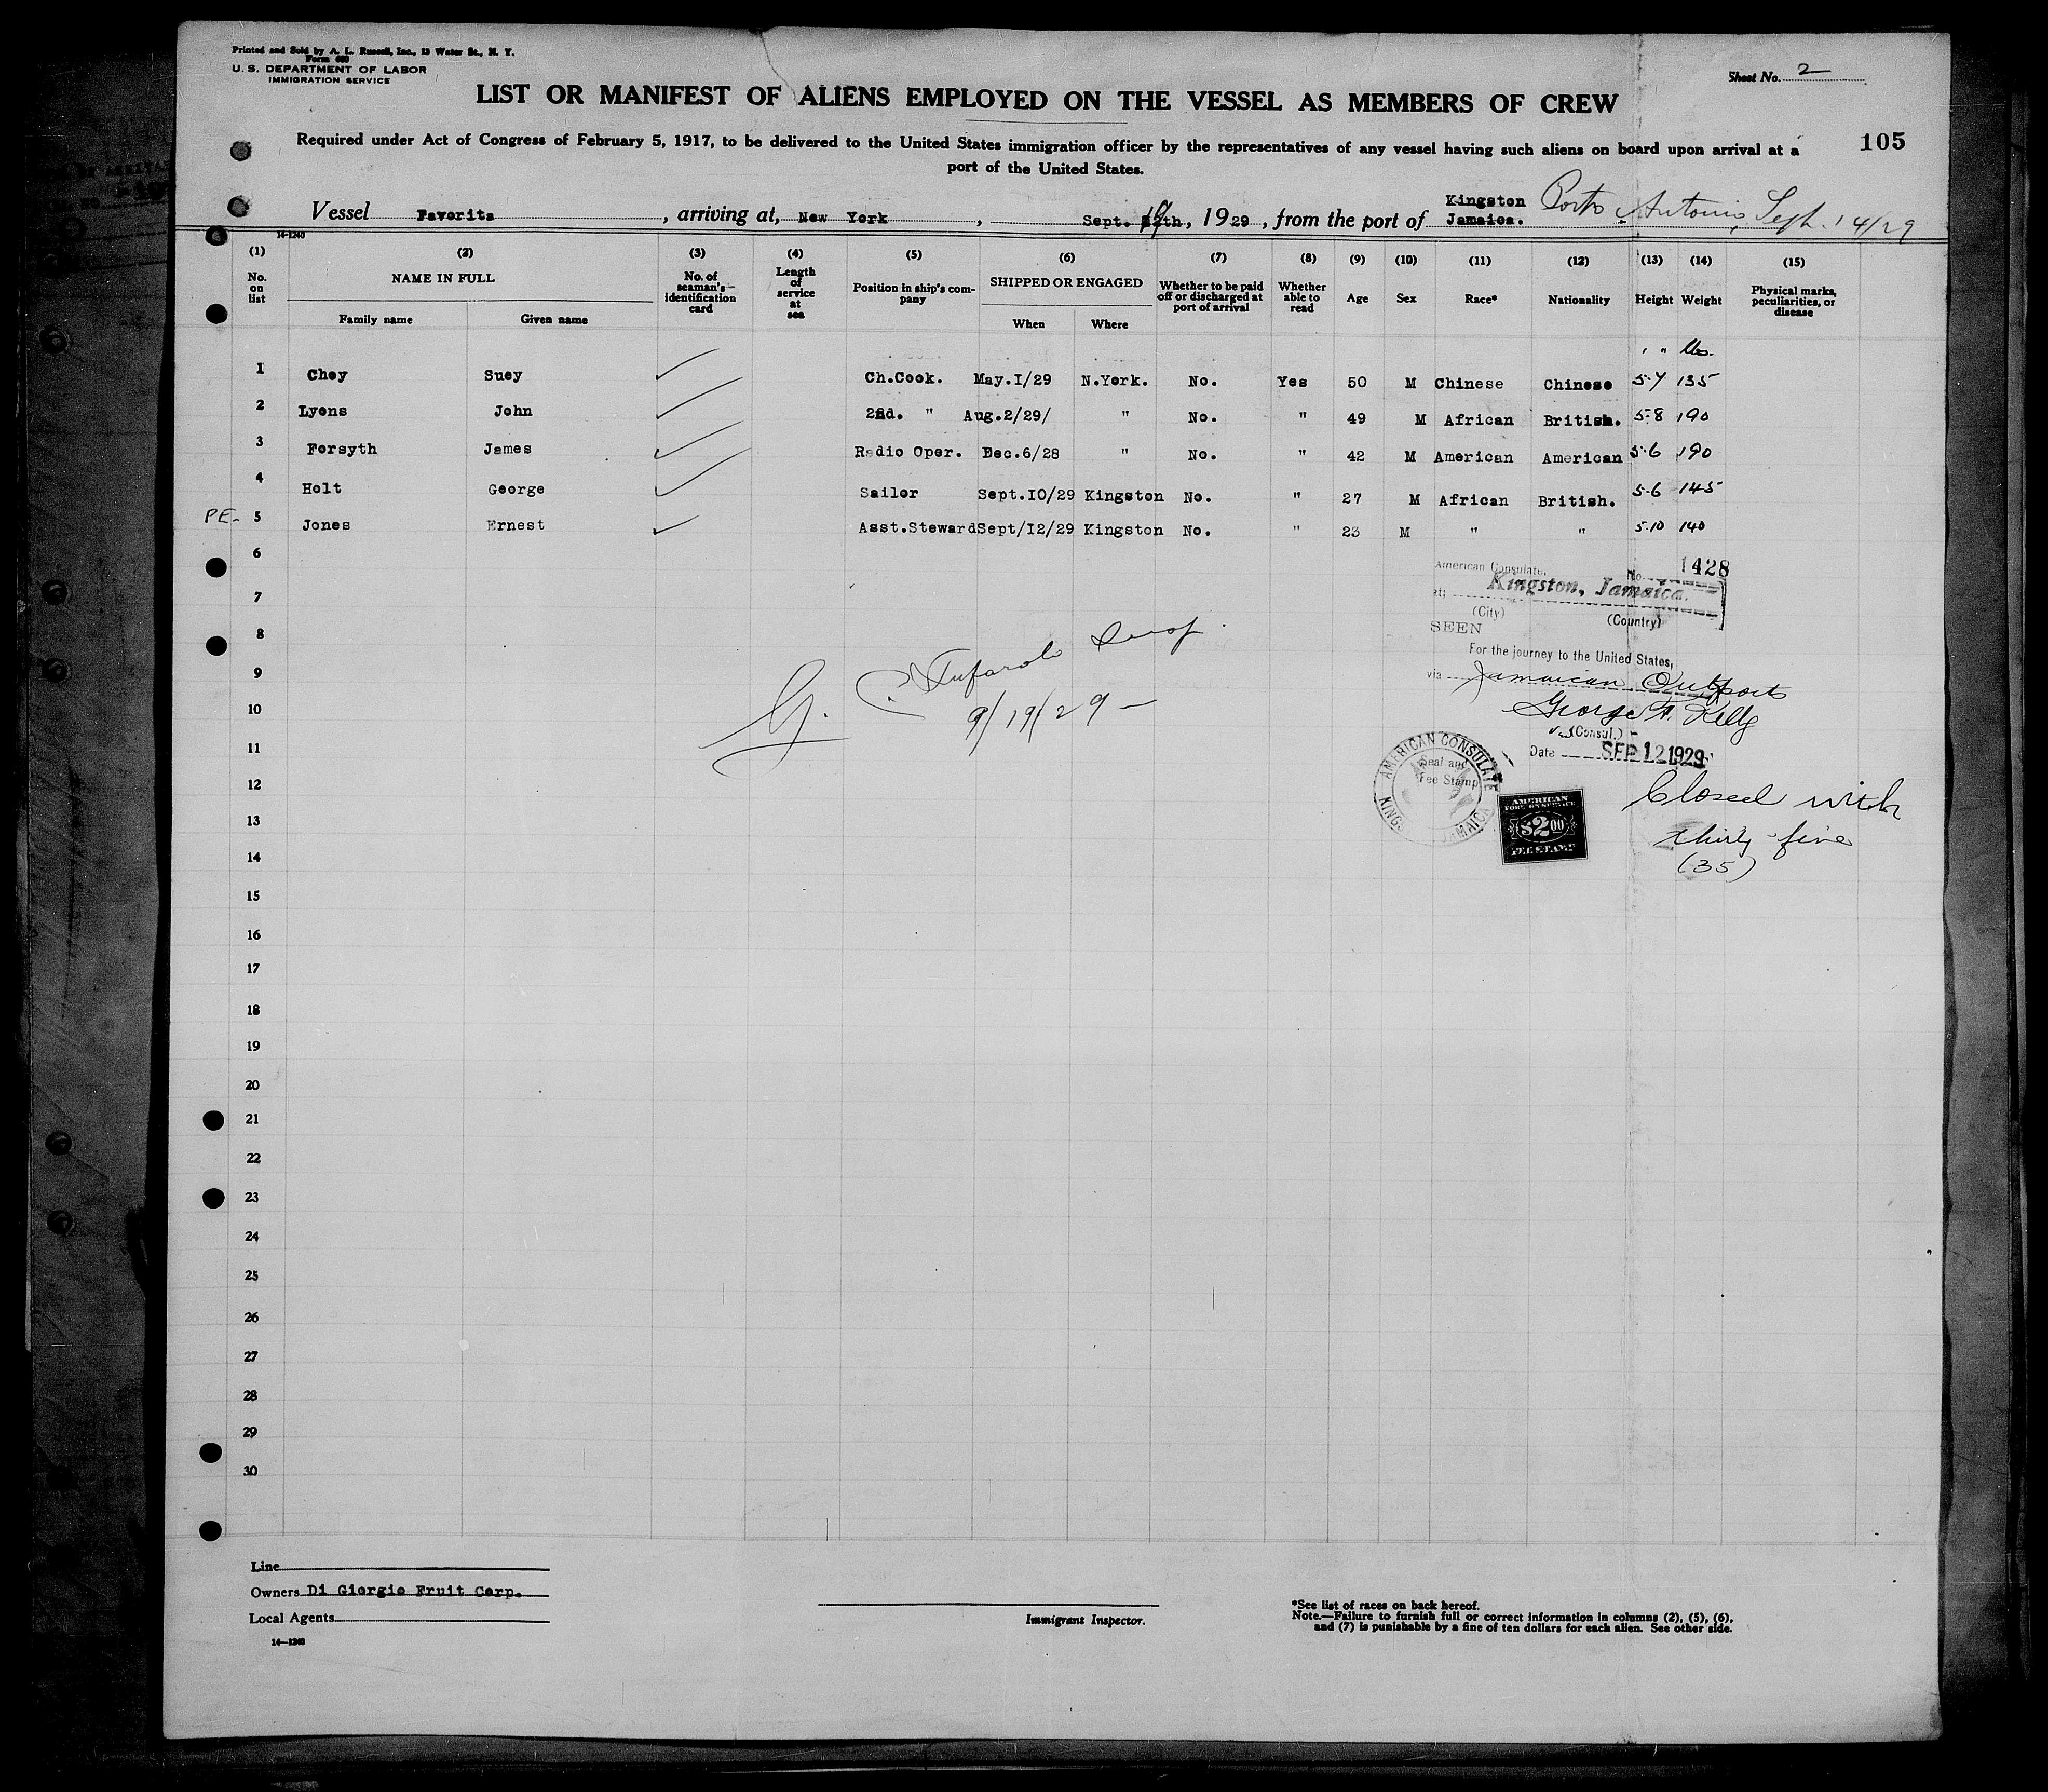 Printed and Sold by A. L. Russell, Inc., 13 Water St., N. Y.
Form 680
U. S. DEPARTMENT OF LABOR
IMMIGRATION SERVICE
Sheet No. 2
LIST OR MANIFEST OF ALIENS EMPLOYED ON THE VESSEL AS MEMBERS OF CREW
105
Required under Act of Congress of February 5, 1917, to be delivered to the United States immigration officer by the representatives of any vessel having such aliens on board upon arrival at a
port of the United States.
Vessel Favorita, arriving at, New York, Sept. 19th, 1929, from the port of Kingston Jamaica. Porto Antonio, Sept. 14/29
14-1240
(1) (2) (3) (4) (5) (6) (7) (8) (9) (10) (11) (12) (13) (14) (15)
No. on list NAME IN FULL No. of seaman's identification card Length of service at sea Position in ship's company SHIPPED OR ENGAGED Whether to be paid off or discharged at port of arrival Whether able to read Age Sex Race* Nationality Height Weight Physical marks, peculiarities, or disease
Family name Given name When Where
' " lbs.
1 Choy Suey Ch.Cook. May.I/29 N.York. No. Yes 50 M Chinese Chinese 5-7 135
2 Lyons John 2nd. " Aug.2/29/ " No. " 49 M African British. 5-8 190
3 Forsyth James Radio Oper. Dec.6/28 " No. " 42 M American American 5-6 190
4 Holt George Sailor Sept.IO/29 Kingston No. " 27 M African British. 5-6 145
PE- 5 Jones Ernest Asst.Steward Sept/I2/29 Kingston No. " 23 M " " 5-10 140
6
7
8
9
10
11
12
13
14
15
16
17
18
19
20
21
22
23
24
25
26
27
28
29
30
American Consulate, No. 1428
at Kingston, Jamaica.
(City) (Country)
SEEN
For the journey to the United States,
via Jamaican Outports
George F. Kelly
(Consul.)
Date SEP 12 1929
AMERICAN CONSULATE
Seal and
Fee Stamp
KINGSTON JAMAICA
AMERICAN
FOREIGN SERVICE
$2.00
FEE STAMP
Closed with
thirty five
(35)
9/19/29
Line
Owners Di Giorgio Fruit Corp.
Local Agents
14-1240
Immigrant Inspector.
*See list of races on back hereof.
Note.—Failure to furnish full or correct information in columns (2), (5), (6),
and (7) is punishable by a fine of ten dollars for each alien. See other side.